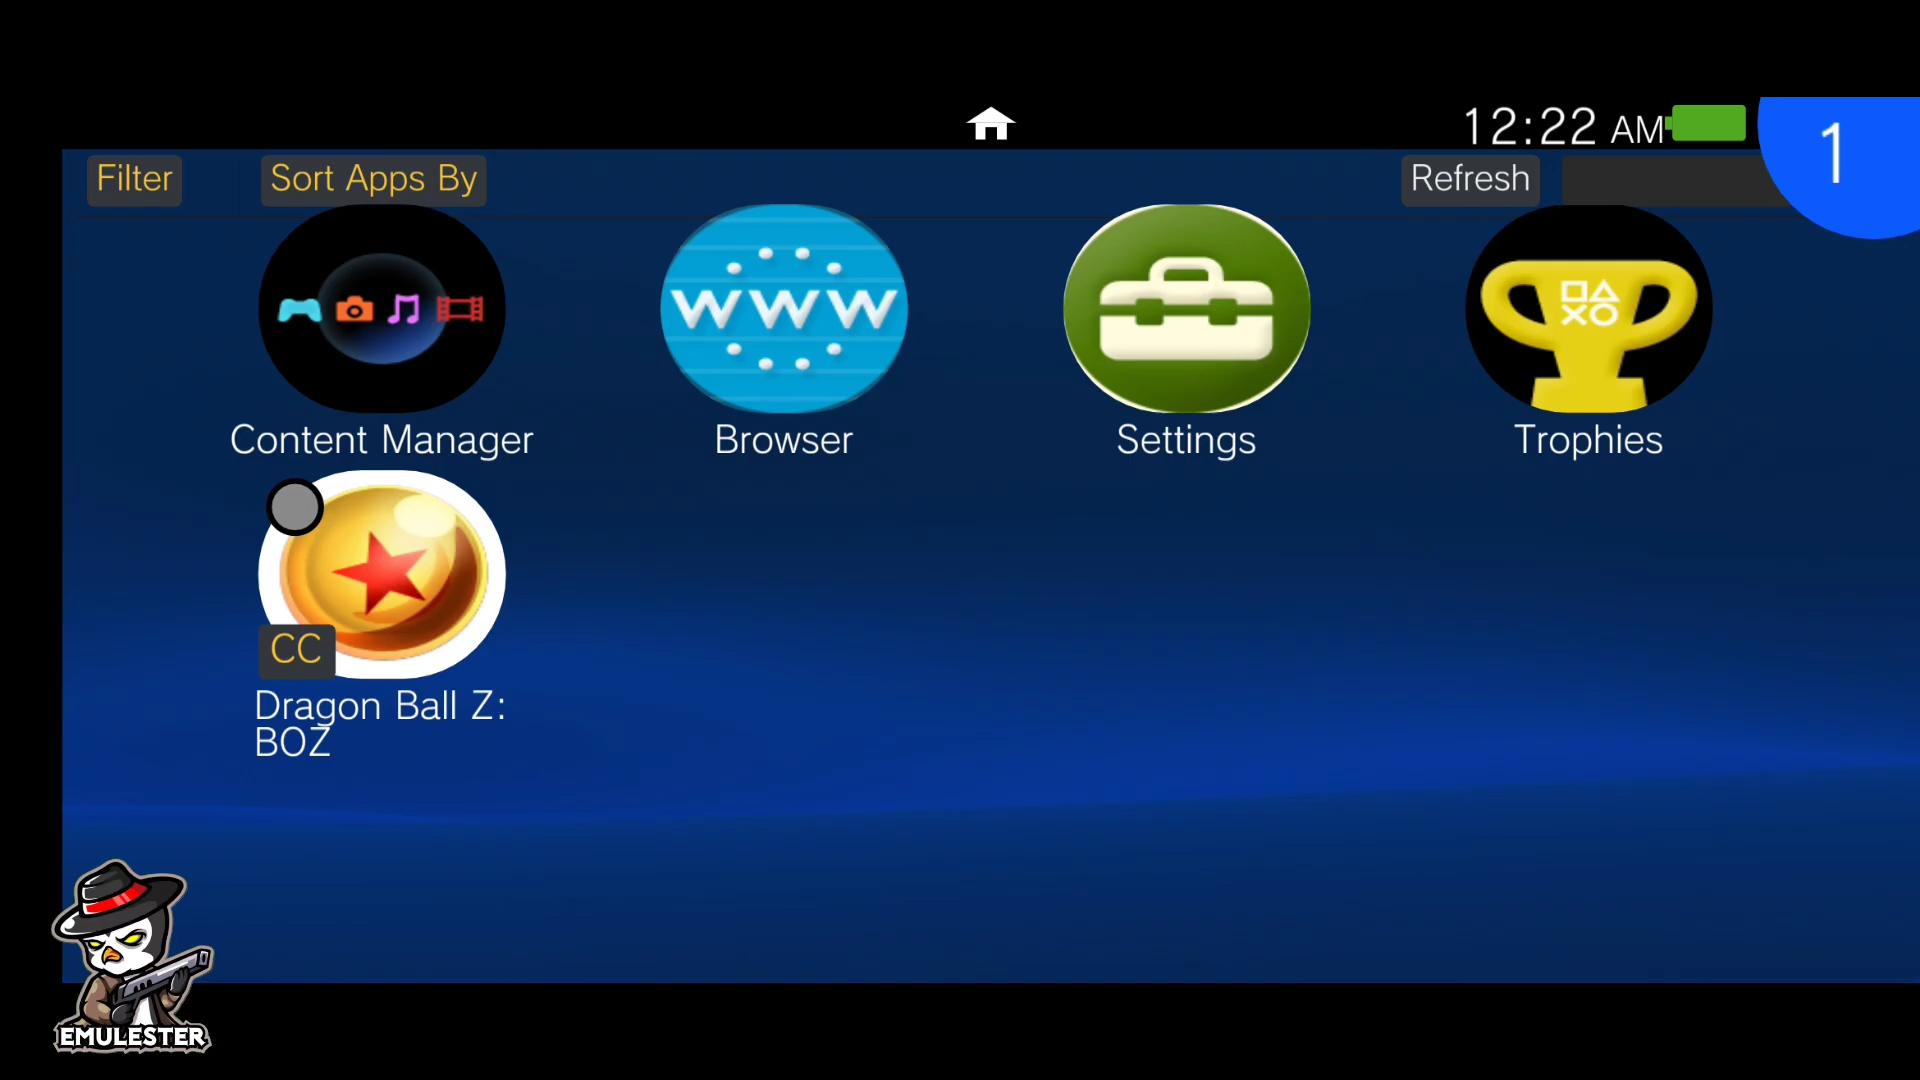 12:22 AM
1
Filter
Sort Apps By
Refresh
WWW
Content Manager
Browser
Settings
Trophies
CC
Dragon Ball Z:
BOZ
EMULESTER